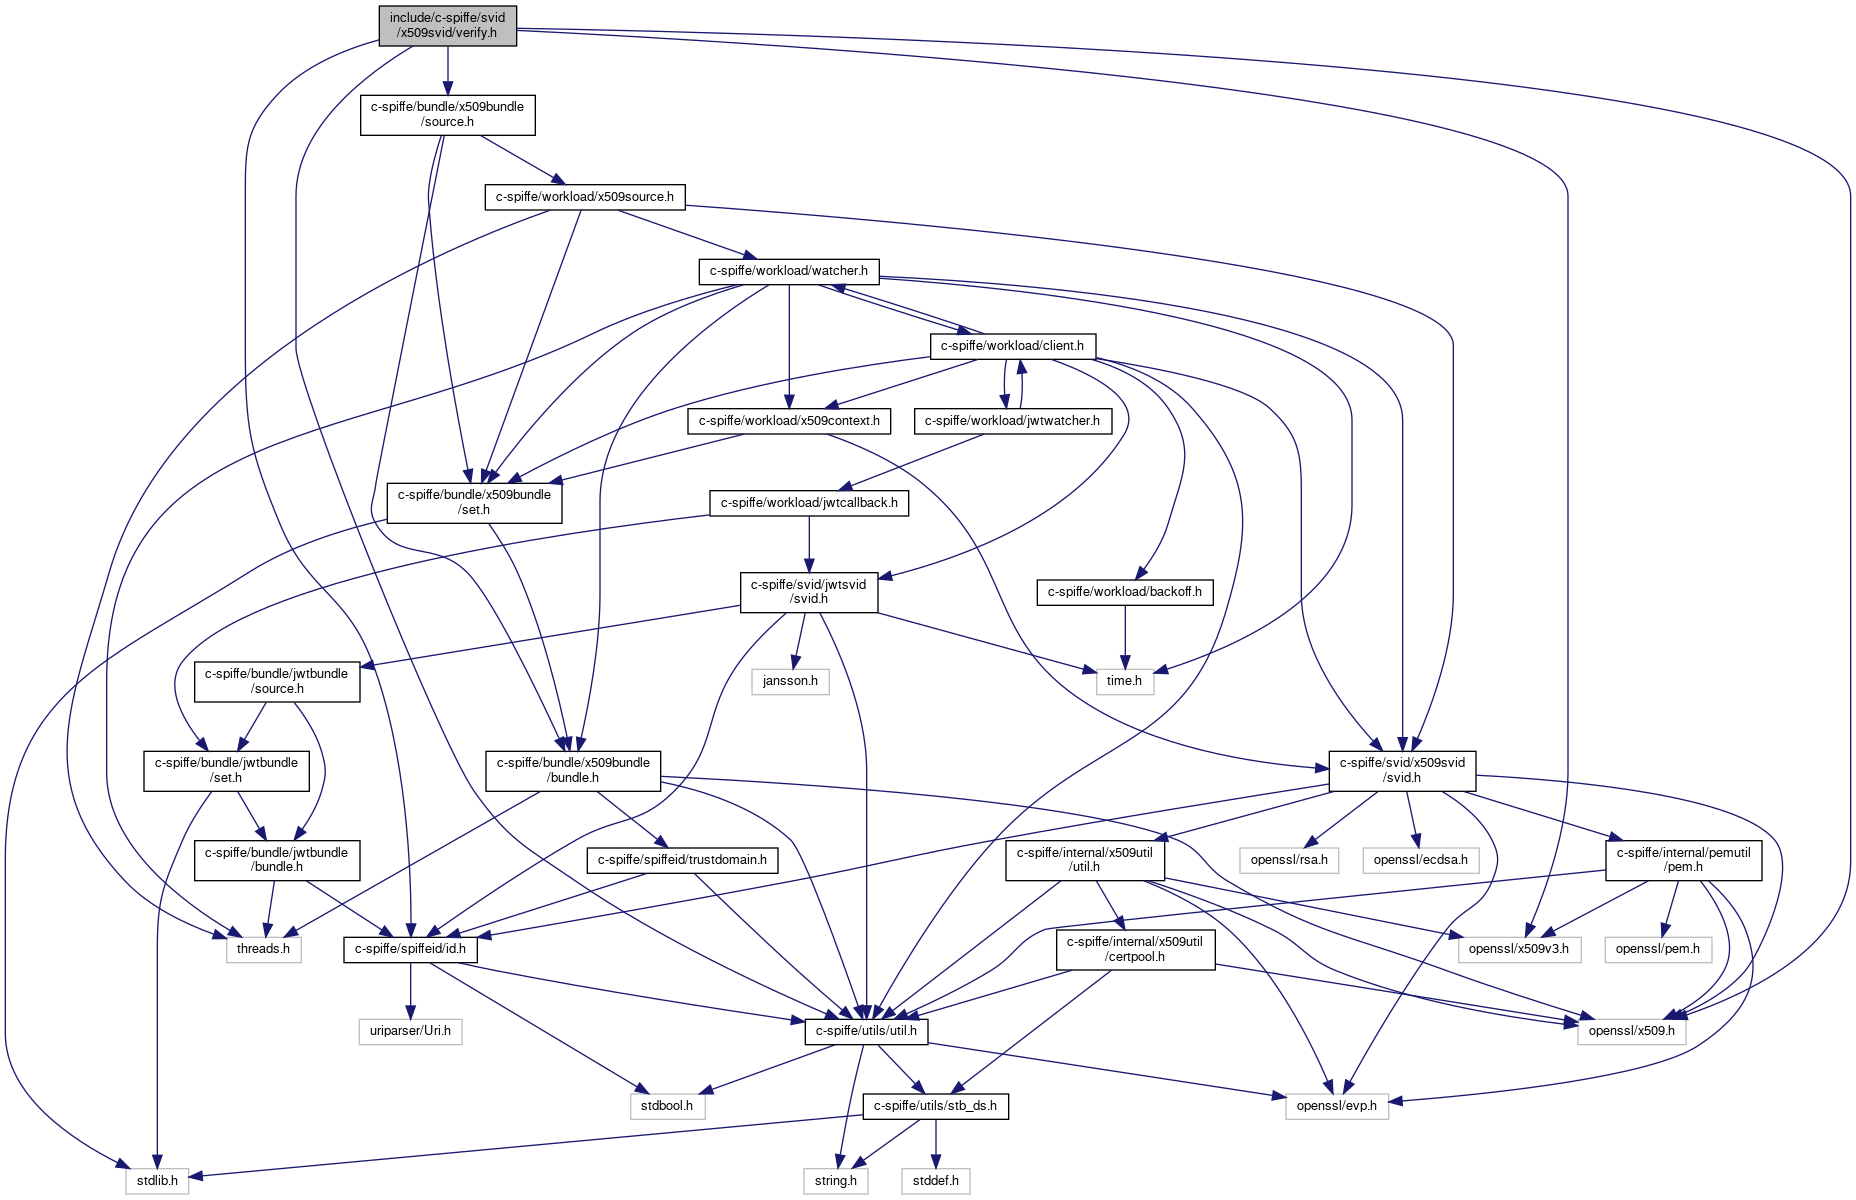 include/c-spiffe/svid
/x509svid/verify.h
c-spiffe/bundle/x509bundle
/source.h
c-spiffe/workload/x509source.h
c-spiffe/workload/watcher.h
c-spiffe/workload/client.h
c-spiffe/workload/x509context.h
c-spiffe/workload/jwtwatcher.h
c-spiffe/bundle/x509bundle
/set.h
c-spiffe/workload/jwtcallback.h
c-spiffe/svid/jwtsvid
/svid.h
c-spiffe/workload/backoff.h
c-spiffe/bundle/jwtbundle
/source.h
jansson.h
time.h
c-spiffe/bundle/jwtbundle
/set.h
c-spiffe/bundle/x509bundle
/bundle.h
c-spiffe/svid/x509svid
/svid.h
c-spiffe/bundle/jwtbundle
/bundle.h
c-spiffe/spiffeid/trustdomain.h
c-spiffe/internal/x509util
/util.h
openssl/rsa.h
openssl/ecdsa.h
c-spiffe/internal/pemutil
/pem.h
threads.h
c-spiffe/spiffeid/id.h
c-spiffe/internal/x509util
/certpool.h
openssl/x509v3.h
openssl/pem.h
uriparser/Uri.h
c-spiffe/utils/util.h
openssl/x509.h
stdbool.h
c-spiffe/utils/stb_ds.h
openssl/evp.h
stdlib.h
string.h
stddef.h